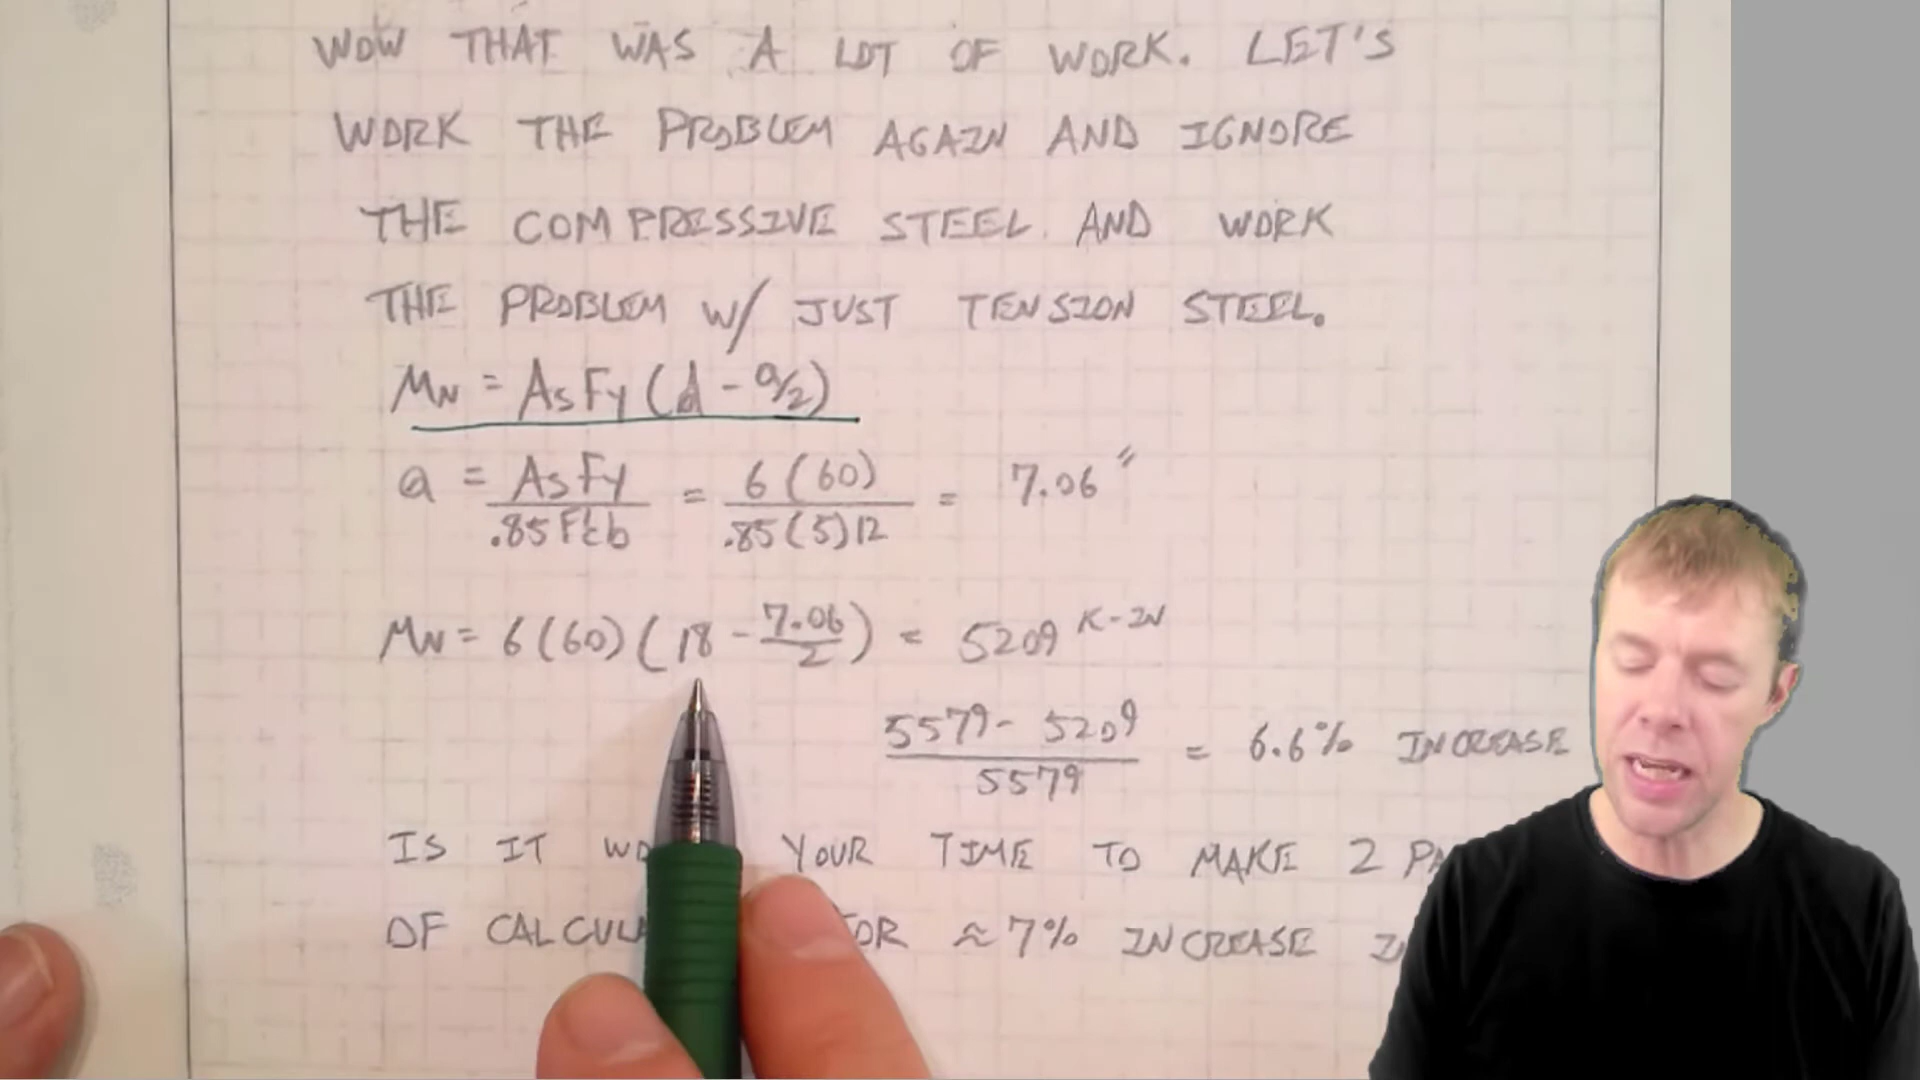 WOW THAT WAS A LOT OF WORK. LET'S
WORK THE PROBLEM AGAIN AND IGNORE
THE COMPRESSIVE STEEL AND WORK
THE PROBLEM W/ JUST TENSION STEEL.
MN = ASFY (d - a/2)
a = ASFY / .85F'cb = 6(60) / .85(5)12 = 7.06"
MN = 6(60)(18 - 7.06/2) = 5209 K-IN
5579 - 5209 / 5579 = 6.6% INCREASE
IS IT YOUR TIME TO MAKE 2
OF ≈7% INCREASE